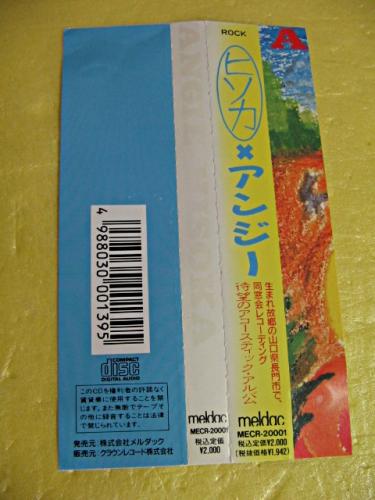 ROCK
A
ヒソカ
×アンジー
生まれ故郷の山口県長門市で、
同窓会レコーディング
待望のアコースティック・アルバム
meldac
MECR-20001
税込定価
¥2,000
(税抜価格¥1,942)
meldac
MECR-20001
税込定価
¥2,000
4 988030 001395
COMPACT
disc
DIGITAL AUDIO
このCDを権利者の許諾なく
賃貸業に使用することを禁
じます。また無断でテープそ
の他に録音することは法律
で禁じられています。
発売元 株式会社メルダック
販売元 クラウンレコード株式会社